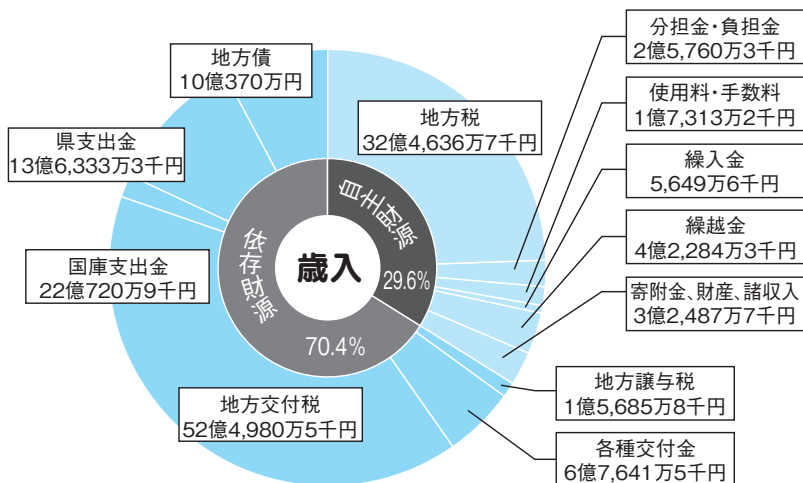 地方債
10億370万円
地方税
32億4,636万7千円
分担金・負担金
2億5,760万3千円
使用料・手数料
1億7,313万2千円
繰入金
5,649万6千円
繰越金
4億2,284万3千円
寄附金、財産、諸収入
3億2,487万7千円
地方譲与税
1億5,685万8千円
各種交付金
6億7,641万5千円
地方交付税
52億4,980万5千円
国庫支出金
22億720万9千円
県支出金
13億6,333万3千円
自主財源
29.6%
依存財源
70.4%
歳入